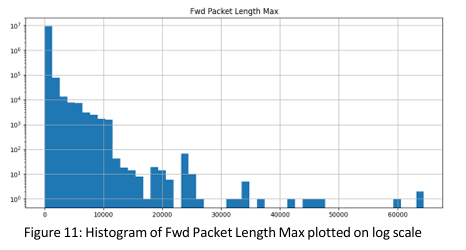 Fwd Packet Length Max
10⁷
10⁶
10⁵
10⁴
10³
10²
10¹
10⁰
0 10000 20000 30000 40000 50000 60000
Figure 11: Histogram of Fwd Packet Length Max plotted on log scale